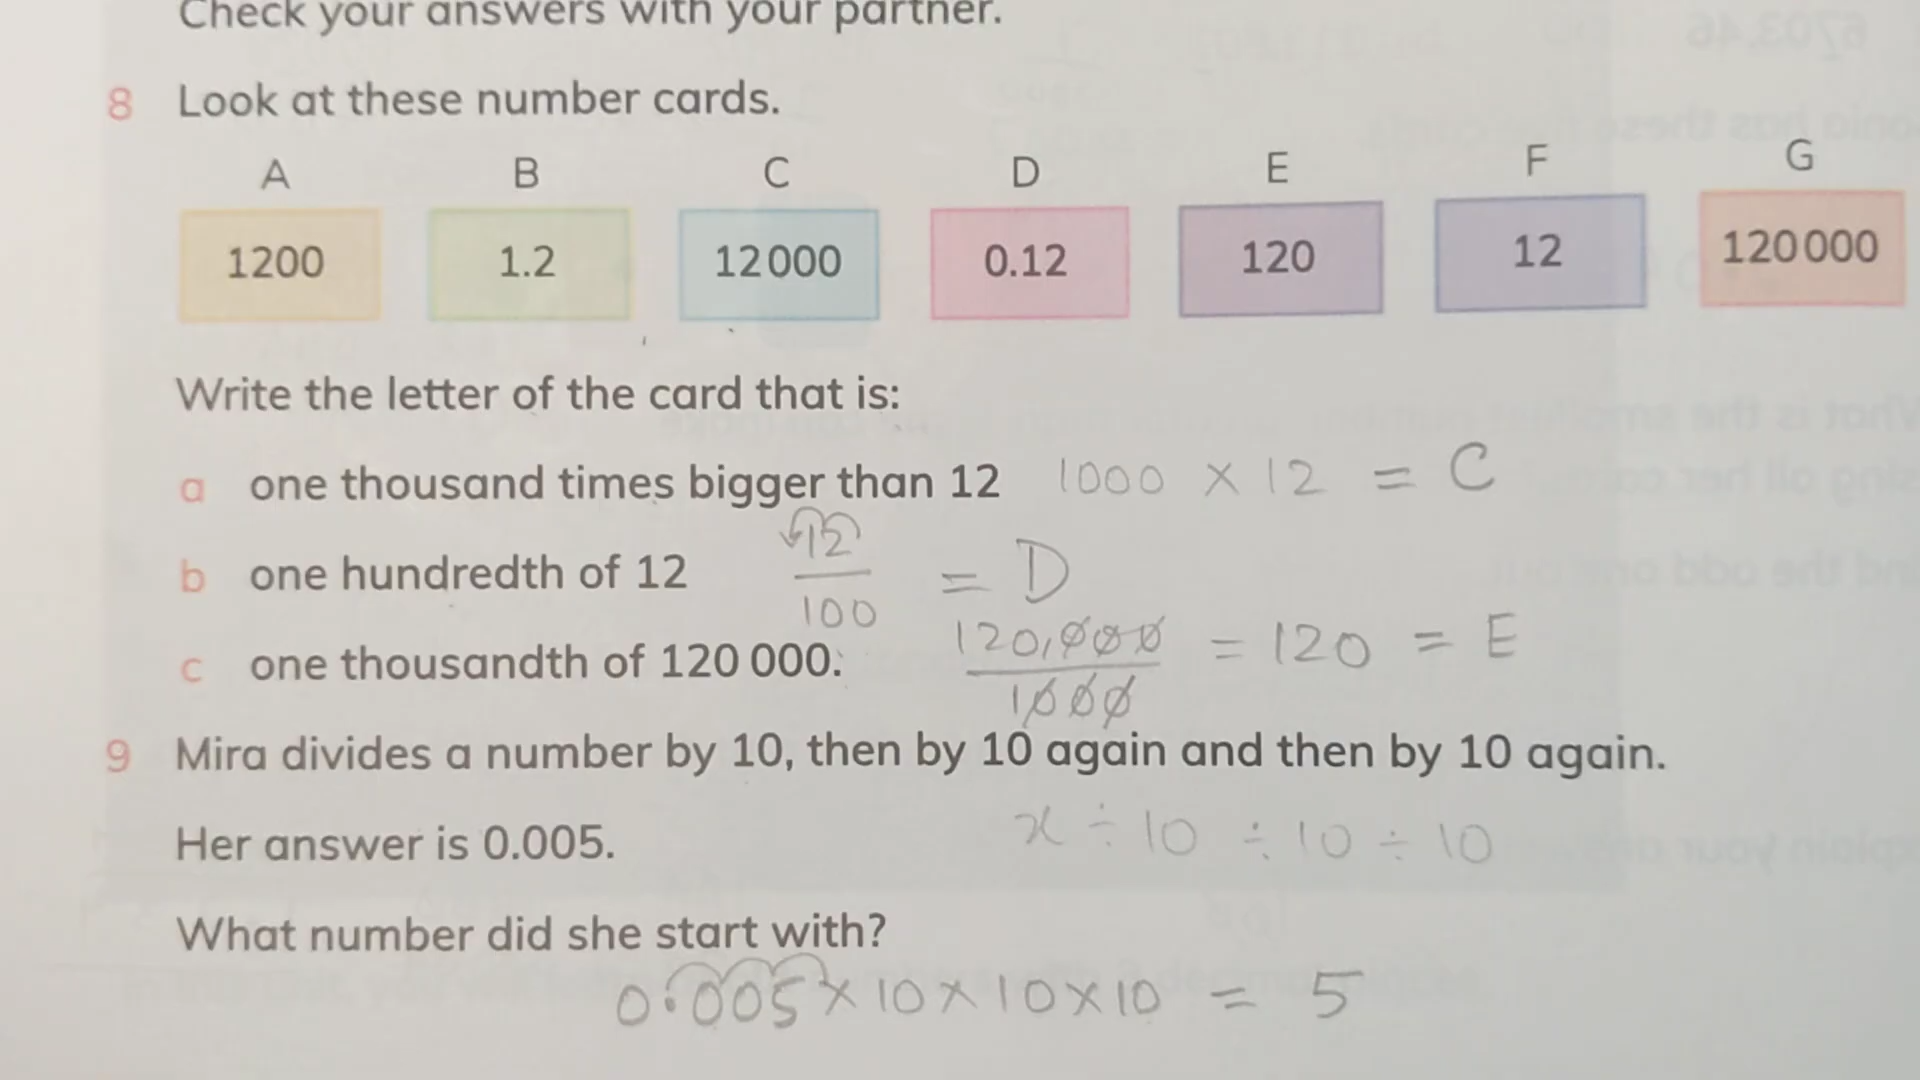 Check your answers with your partner.
8 Look at these number cards.
A B C D E F G
1200 1.2 12000 0.12 120 12 120000
Write the letter of the card that is:
a one thousand times bigger than 12 1000 × 12 = C
b one hundredth of 12 12/100 = D
c one thousandth of 120 000. 120,000/1000 = 120 = E
9 Mira divides a number by 10, then by 10 again and then by 10 again.
Her answer is 0.005. x ÷ 10 ÷ 10 ÷ 10
What number did she start with?
0.005 × 10 × 10 × 10 = 5